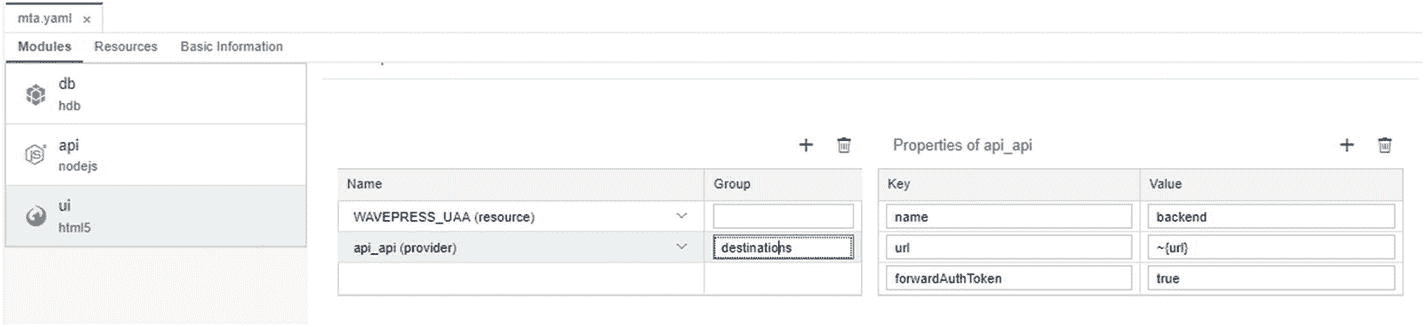 mta.yaml ×
Modules Resources Basic Information
db
hdb
api
nodejs
ui
html5
Properties of api_api
Name Group
WAVEPRESS_UAA (resource)
api_api (provider) destinations
Key Value
name backend
url ~{url}
forwardAuthToken true